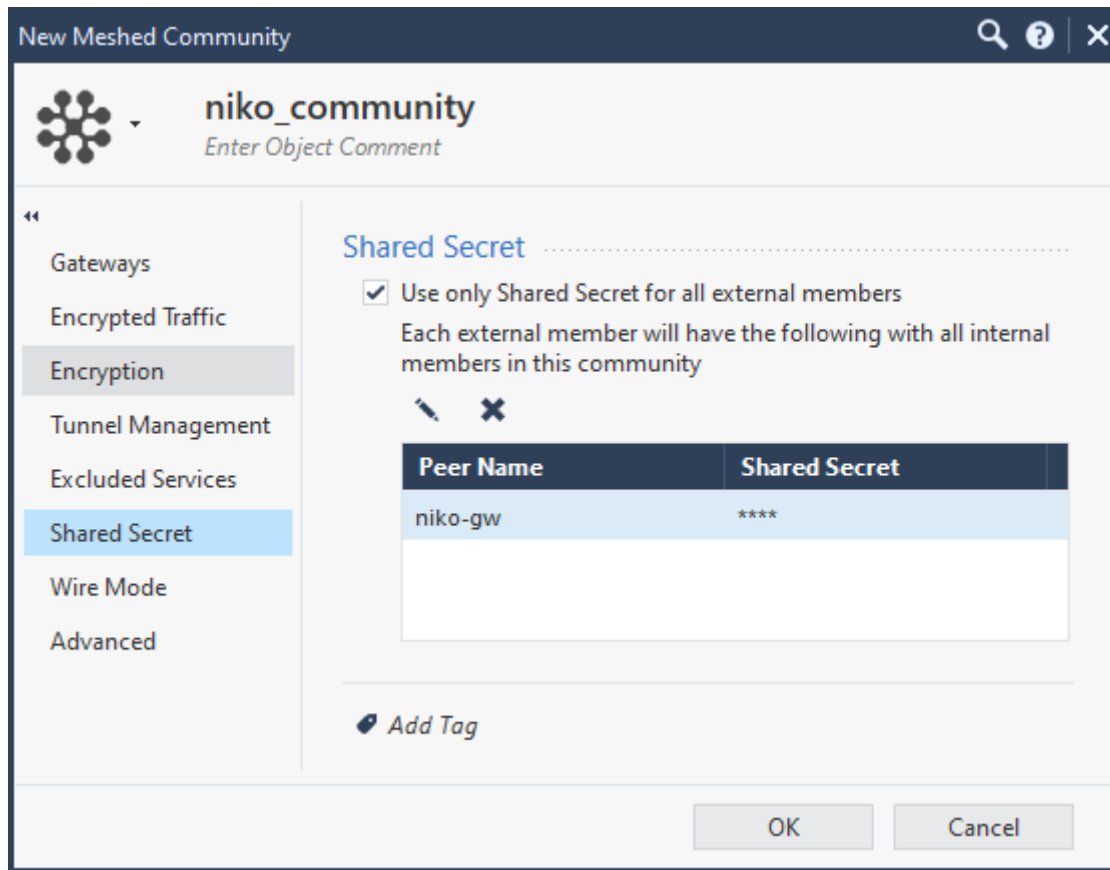 New Meshed Community
niko_community
Enter Object Comment
Gateways
Encrypted Traffic
Encryption
Tunnel Management
Excluded Services
Shared Secret
Wire Mode
Advanced
Shared Secret
Use only Shared Secret for all external members
Each external member will have the following with all internal
members in this community
Peer Name Shared Secret
niko-gw ****
Add Tag
OK Cancel